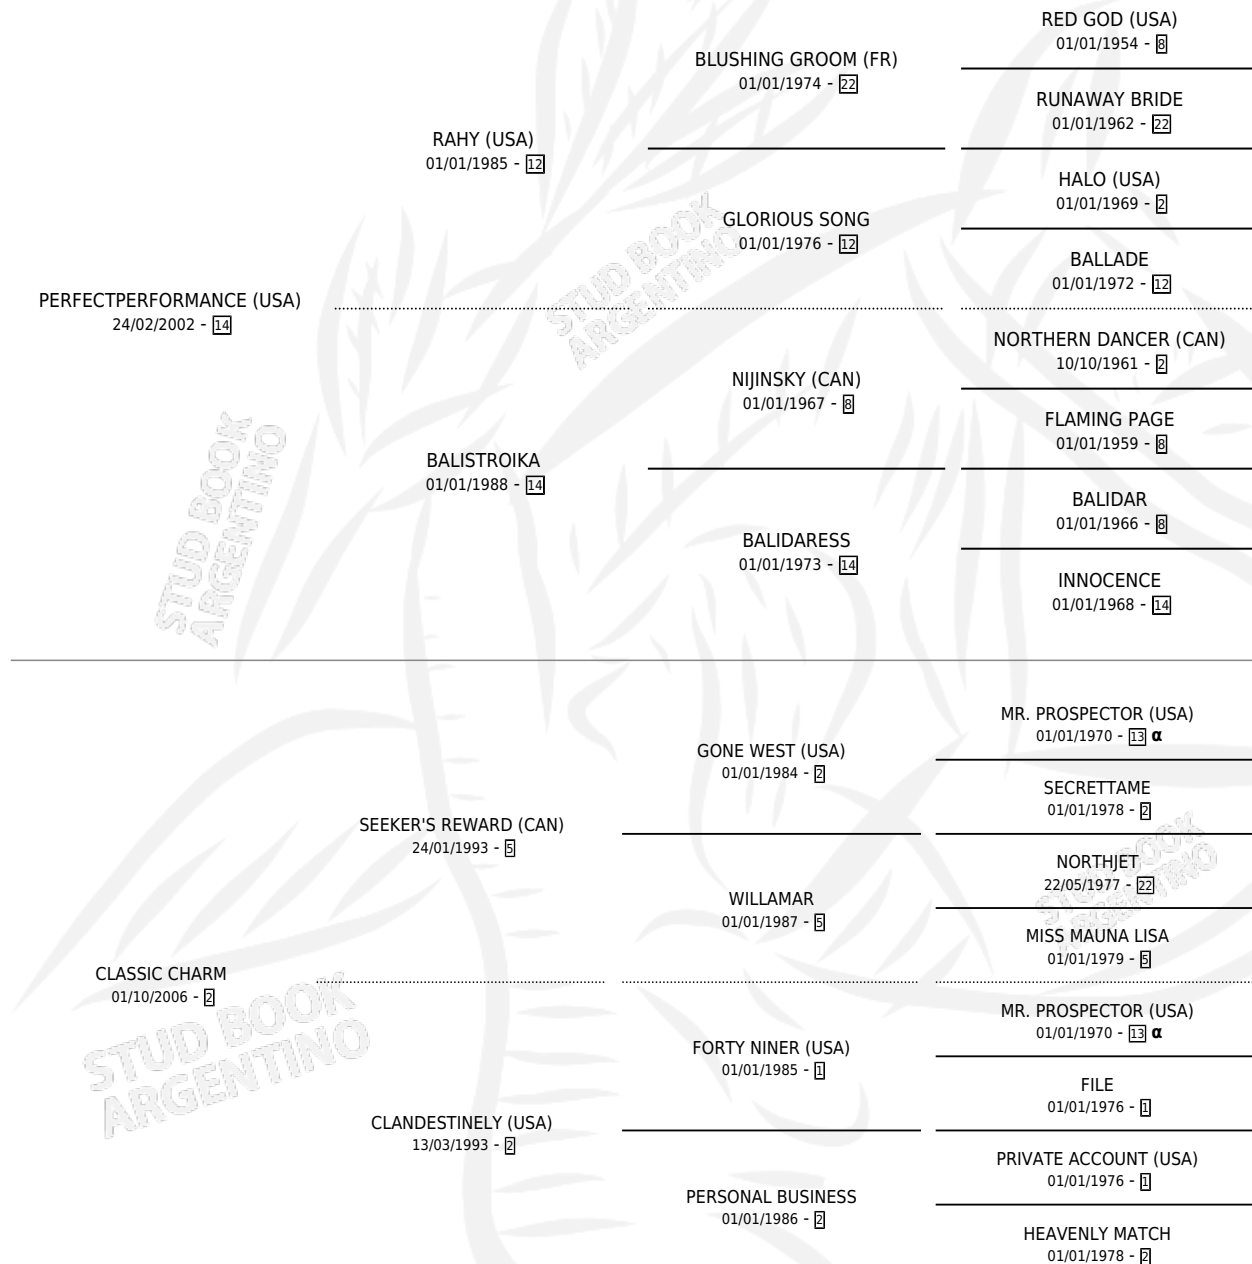 RED GOD (USA)
01/01/1954 - 8
BLUSHING GROOM (FR)
01/01/1974 - 22
RUNAWAY BRIDE
01/01/1962 - 22
RAHY (USA)
01/01/1985 - 12
HALO (USA)
01/01/1969 - 2
GLORIOUS SONG
01/01/1976 - 12
BALLADE
01/01/1972 - 12
PERFECTPERFORMANCE (USA)
24/02/2002 - 14
NORTHERN DANCER (CAN)
10/10/1961 - 2
NIJINSKY (CAN)
01/01/1967 - 8
FLAMING PAGE
01/01/1959 - 8
BALISTROIKA
01/01/1988 - 14
BALIDAR
01/01/1966 - 8
BALIDARESS
01/01/1973 - 14
INNOCENCE
01/01/1968 - 14
STUD BOOK
ARGENTINO
STUD BOOK
ARGENTINO
MR. PROSPECTOR (USA)
01/01/1970 - 13 α
GONE WEST (USA)
01/01/1984 - 2
SECRETTAME
01/01/1978 - 2
SEEKER'S REWARD (CAN)
24/01/1993 - 5
NORTHJET
22/05/1977 - 22
WILLAMAR
01/01/1987 - 5
MISS MAUNA LISA
01/01/1979 - 5
STUD BOOK
ARGENTINO
CLASSIC CHARM
01/10/2006 - 2
MR. PROSPECTOR (USA)
01/01/1970 - 13 α
FORTY NINER (USA)
01/01/1985 - 1
FILE
01/01/1976 - 1
CLANDESTINELY (USA)
13/03/1993 - 2
PRIVATE ACCOUNT (USA)
01/01/1976 - 1
PERSONAL BUSINESS
01/01/1986 - 2
HEAVENLY MATCH
01/01/1978 - 2
STUD BOOK
ARGENTINO